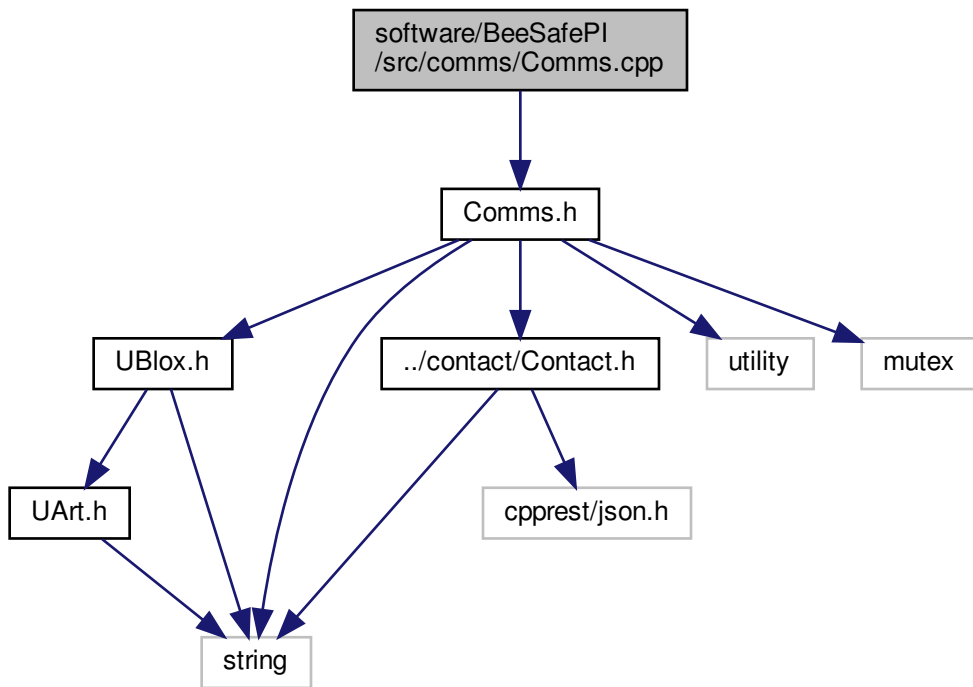 software/BeeSafePI
/src/comms/Comms.cpp
Comms.h
UBlox.h
../contact/Contact.h
utility
mutex
UArt.h
cpprest/json.h
string